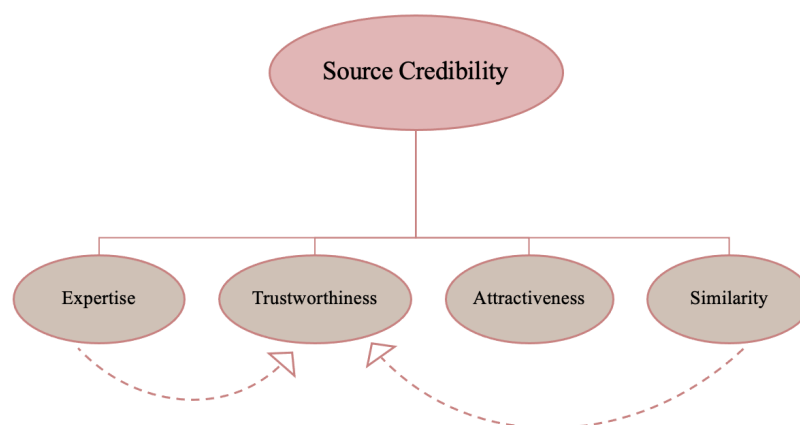 Source Credibility
Expertise
Trustworthiness
Attractiveness
Similarity